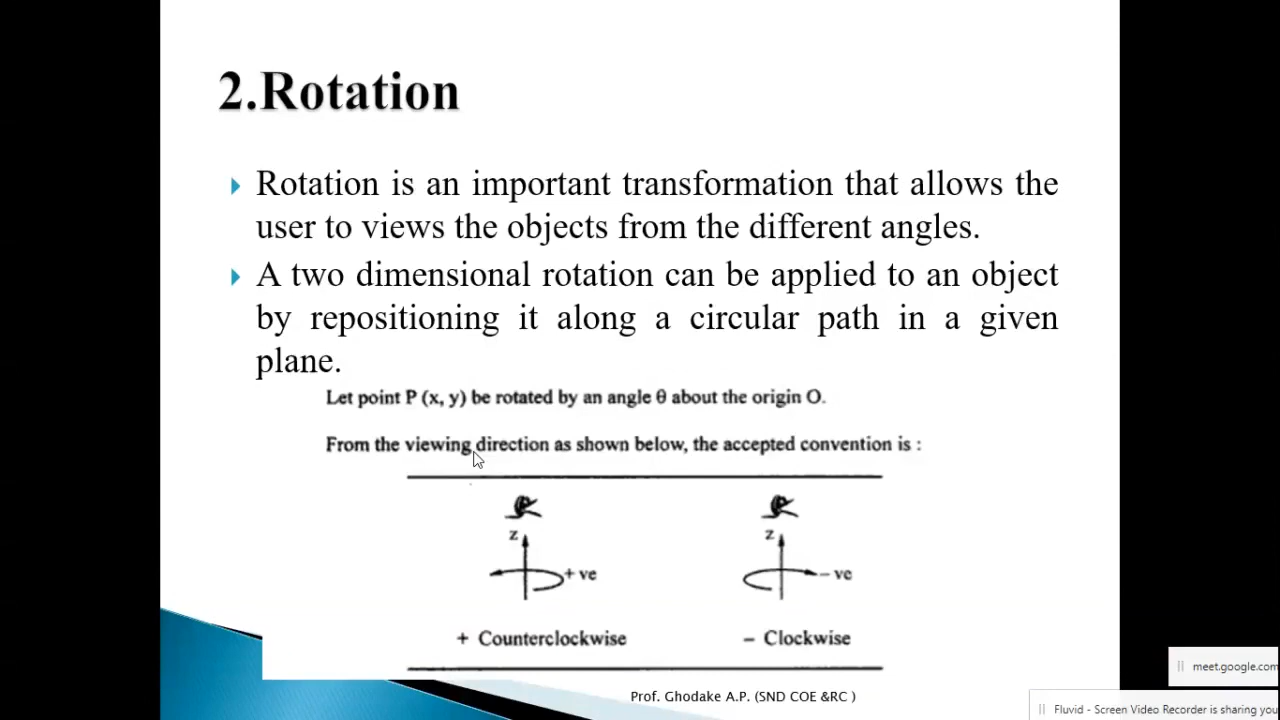 2.Rotation
Rotation is an important transformation that allows the
user to views the objects from the different angles.
A two dimensional rotation can be applied to an object
by repositioning it along a circular path in a given
plane.
Let point P (x, y) be rotated by an angle θ about the origin O.
From the viewing direction as shown below, the accepted convention is :
z z
+ ve – ve
+ Counterclockwise – Clockwise
Prof. Ghodake A.P. (SND COE &RC )
meet.google.com
Fluvid - Screen Video Recorder is sharing you